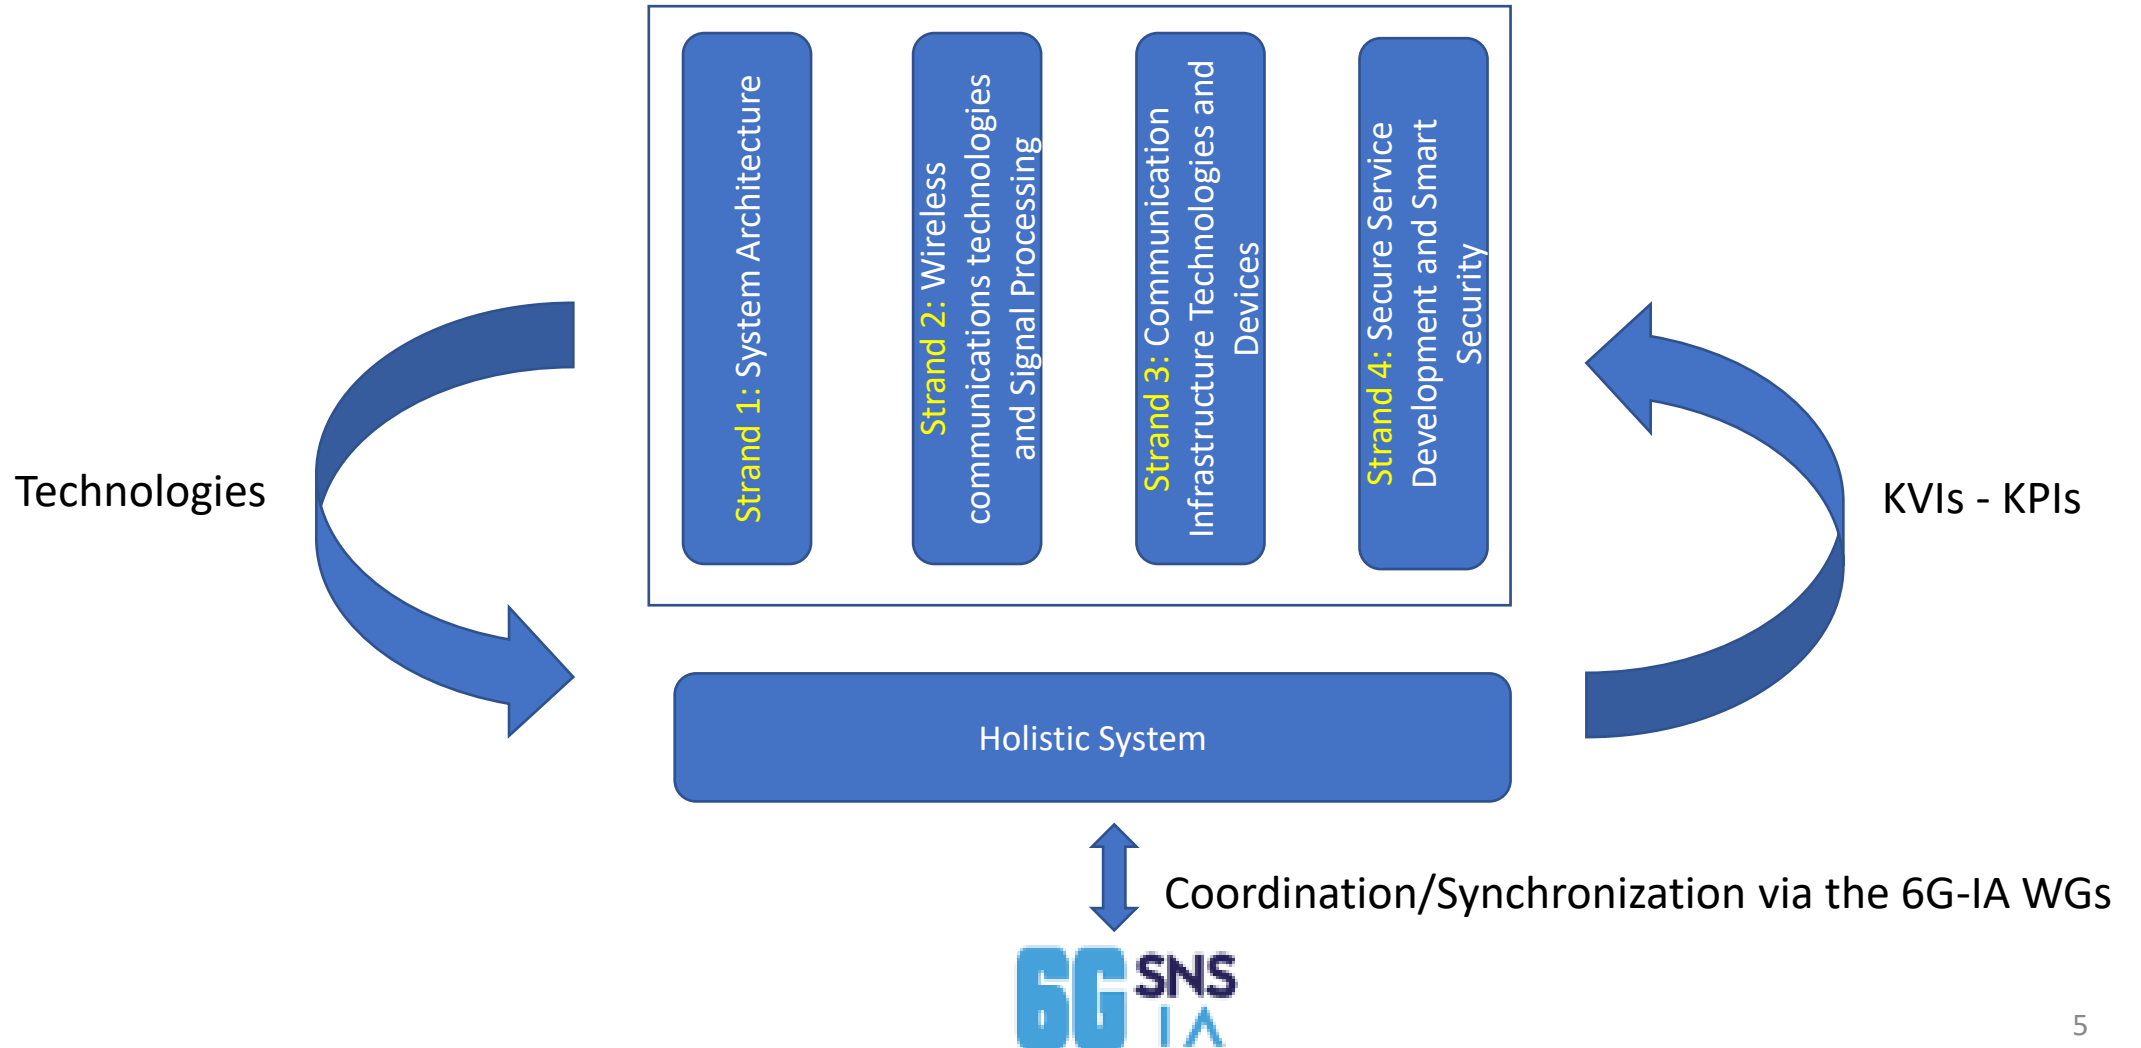 Strand 1: System Architecture
Strand 2: Wireless
communications technologies
and Signal Processing
Strand 3: Communication
Infrastructure Technologies and
Devices
Strand 4: Secure Service
Development and Smart
Security
Technologies
KVIs - KPIs
Holistic System
Coordination/Synchronization via the 6G-IA WGs
6G SNS
IA
5